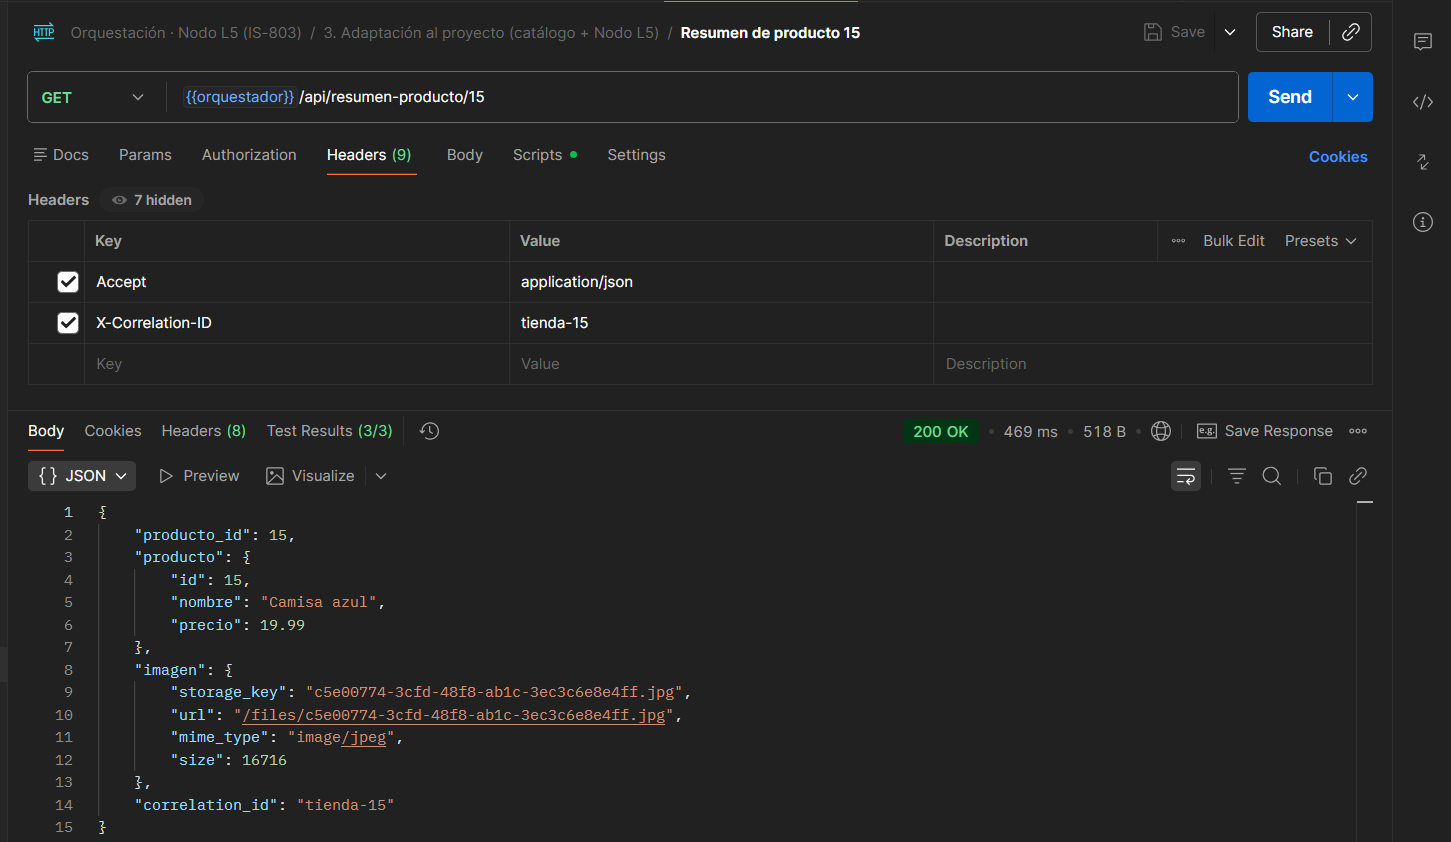 HTTP Orquestación · Nodo L5 (IS-803) / 3. Adaptación al proyecto (catálogo + Nodo L5) / Resumen de producto 15 Save Share
GET {{orquestador}} /api/resumen-producto/15 Send
Docs Params Authorization Headers (9) Body Scripts Settings Cookies
Headers 7 hidden
Key Value Description Bulk Edit Presets
Accept application/json
X-Correlation-ID tienda-15
Key Value Description
Body Cookies Headers (8) Test Results (3/3) 200 OK 469 ms 518 B e.g. Save Response
{ } JSON Preview Visualize
1 {
2 "producto_id": 15,
3 "producto": {
4 "id": 15,
5 "nombre": "Camisa azul",
6 "precio": 19.99
7 },
8 "imagen": {
9 "storage_key": "c5e00774-3cfd-48f8-ab1c-3ec3c6e8e4ff.jpg",
10 "url": "/files/c5e00774-3cfd-48f8-ab1c-3ec3c6e8e4ff.jpg",
11 "mime_type": "image/jpeg",
12 "size": 16716
13 },
14 "correlation_id": "tienda-15"
15 }